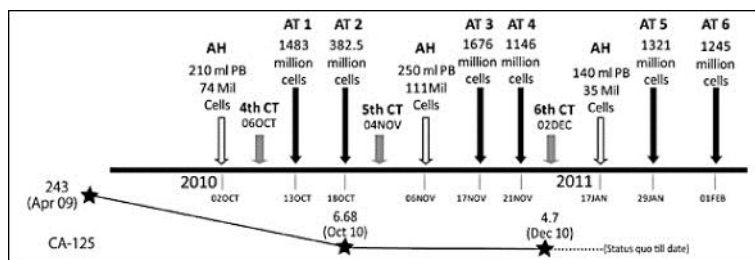 AT 1 AT 2 AT 3 AT 4 AT 5 AT 6
AH 1483 382.5 AH 1676 1146 AH 1321 1245
million million million million million million
210 ml PB cells cells 250 ml PB cells cells 140 ml PB cells cells
74 Mil 111Mil 35 Mil
Cells 4th CT 5th CT Cells 6th CT Cells
06OCT 04NOV 02DEC
2010 2011
02OCT 13OCT 18OCT 06NOV 17NOV 21NOV 17JAN 29JAN 01FEB
243
(Apr 09)
6.68 4.7
(Oct 10) (Dec 10)
CA-125 (Status quo till date)